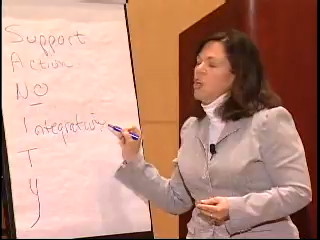 Support
Action
NO
Integration
T
y